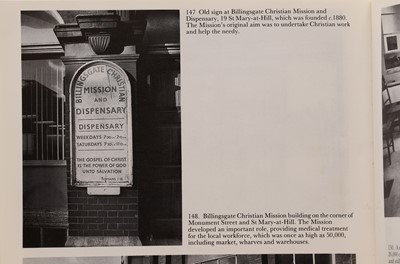 147 Old sign at Billingsgate Christian Mission and
Dispensary, 19 St Mary-at-Hill, which was founded c.1880.
The Mission's original aim was to undertake Christian work
and help the needy.
BILLINGSGATE CHRISTIAN
MISSION
AND
DISPENSARY
DISPENSARY
WEEKDAYS
SATURDAYS
THE GOSPEL OF CHRIST
IS THE POWER OF GOD
UNTO SALVATION
148. Billingsgate Christian Mission building on the corner of
Monument Street and St Mary-at-Hill. The Mission
developed an important role, providing medical treatment
for the local workforce, which was once as high as 50,000,
including market, wharves and warehouses.